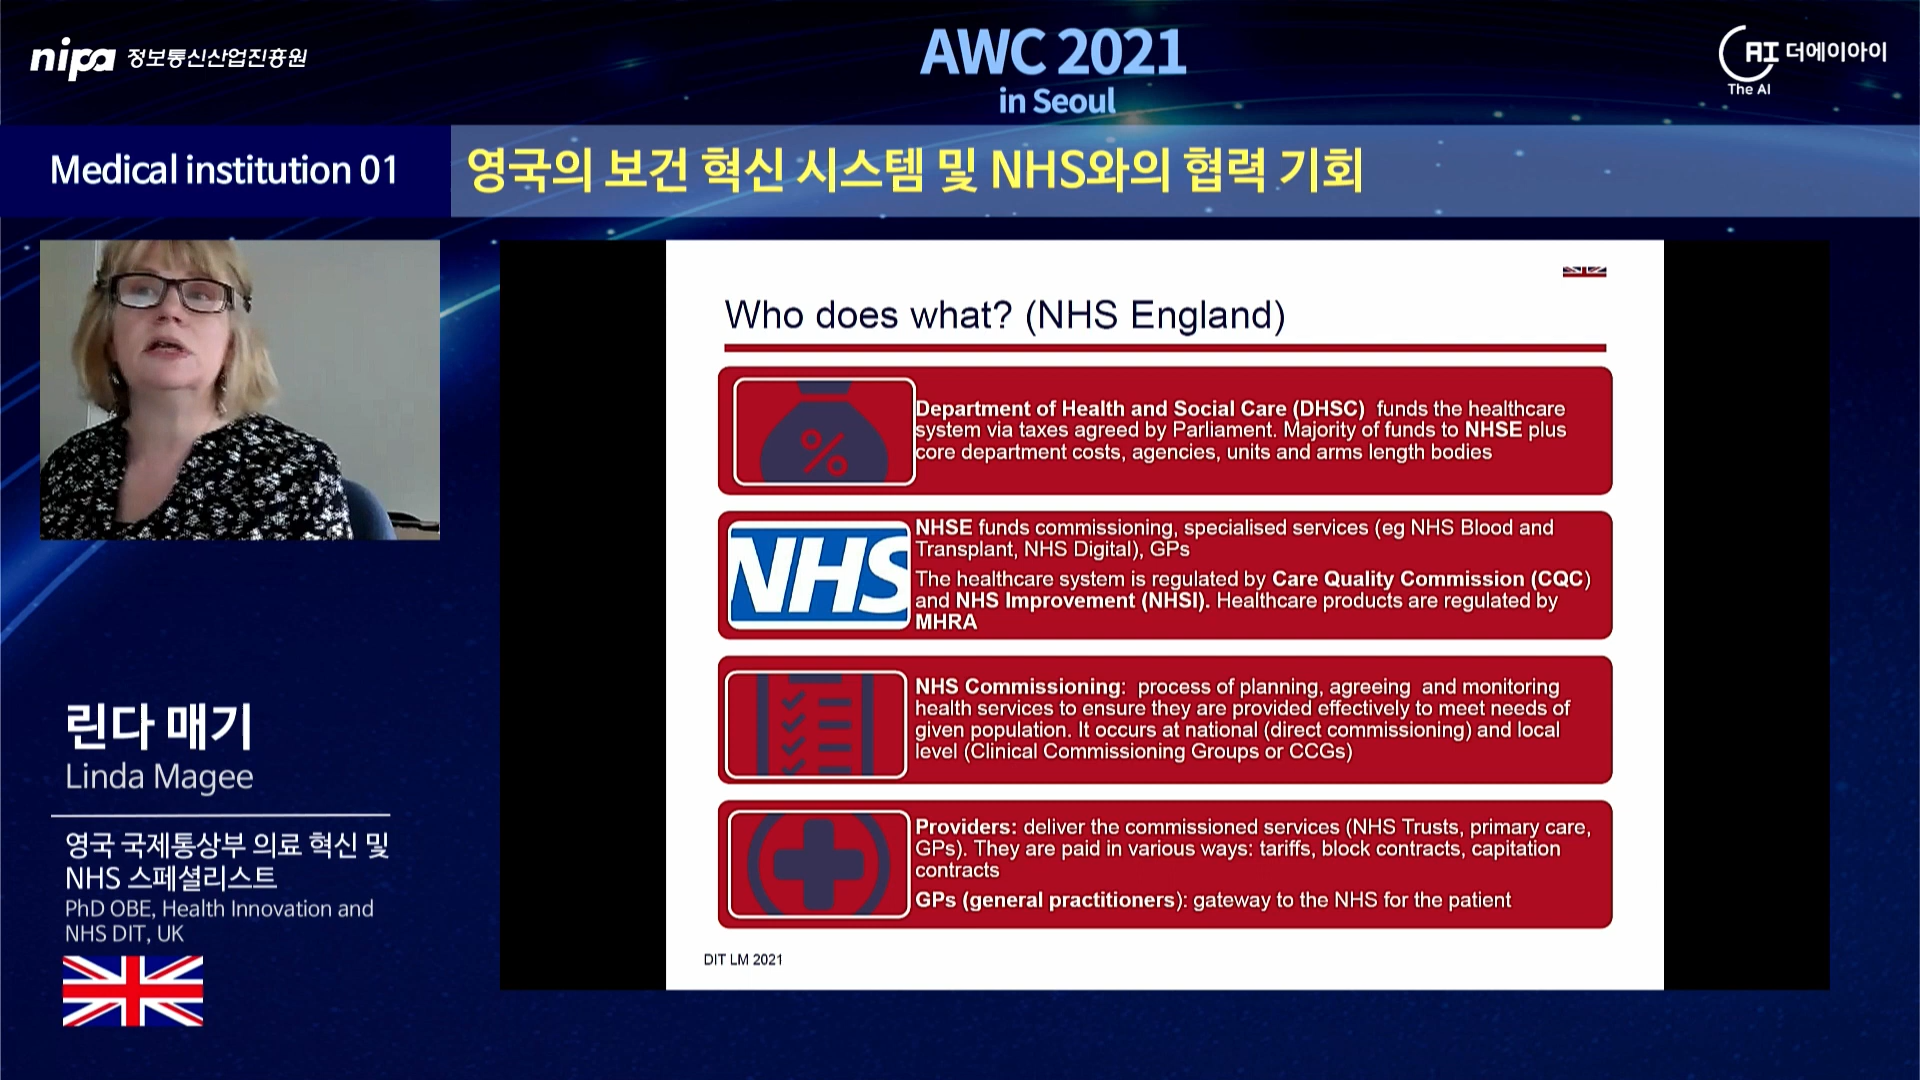 nipa 정보통신산업진흥원
AWC 2021
in Seoul
AI 더에이아이
The AI
Medical institution 01
영국의 보건 혁신 시스템 및 NHS와의 협력 기회
Who does what? (NHS England)
Department of Health and Social Care (DHSC) funds the healthcare
system via taxes agreed by Parliament. Majority of funds to NHSE plus
core department costs, agencies, units and arms length bodies
%
NHS
NHSE funds commissioning, specialised services (eg NHS Blood and
Transplant, NHS Digital), GPs
The healthcare system is regulated by Care Quality Commission (CQC)
and NHS Improvement (NHSI). Healthcare products are regulated by
MHRA
NHS Commissioning: process of planning, agreeing and monitoring
health services to ensure they are provided effectively to meet needs of
given population. It occurs at national (direct commissioning) and local
level (Clinical Commissioning Groups or CCGs)
Providers: deliver the commissioned services (NHS Trusts, primary care,
GPs). They are paid in various ways: tariffs, block contracts, capitation
contracts
GPs (general practitioners): gateway to the NHS for the patient
DIT LM 2021
린다 매기
Linda Magee
영국 국제통상부 의료 혁신 및
NHS 스페셜리스트
PhD OBE, Health Innovation and
NHS DIT, UK